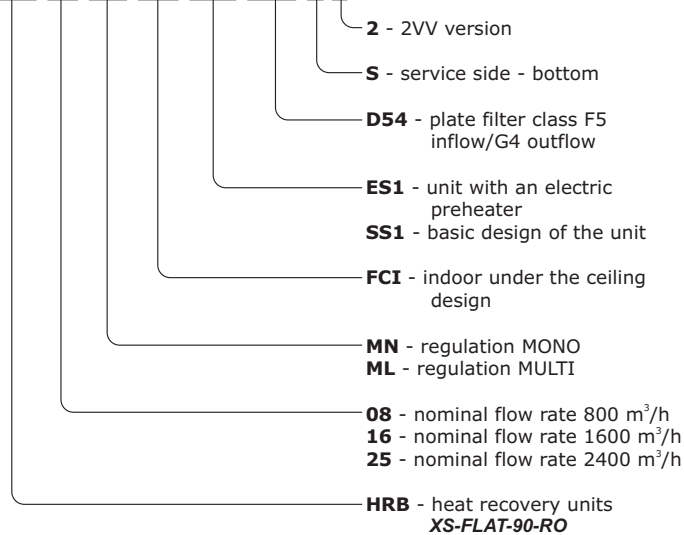 2 - 2VV version
S - service side - bottom
D54 - plate filter class F5
inflow/G4 outflow
ES1 - unit with an electric
preheater
SS1 - basic design of the unit
FCI - indoor under the ceiling
design
MN - regulation MONO
ML - regulation MULTI
08 - nominal flow rate 800 m³/h
16 - nominal flow rate 1600 m³/h
25 - nominal flow rate 2400 m³/h
HRB - heat recovery units
XS-FLAT-90-RO